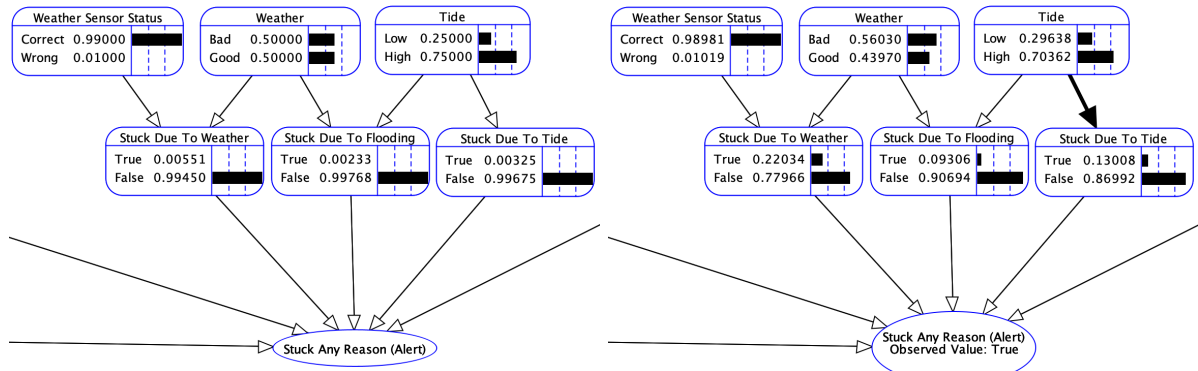 Weather Sensor Status
Correct 0.99000
Wrong 0.01000
Weather
Bad 0.50000
Good 0.50000
Tide
Low 0.25000
High 0.75000
Stuck Due To Weather
True 0.00551
False 0.99450
Stuck Due To Flooding
True 0.00233
False 0.99768
Stuck Due To Tide
True 0.00325
False 0.99675
Stuck Any Reason (Alert)
Weather Sensor Status
Correct 0.98981
Wrong 0.01019
Weather
Bad 0.56030
Good 0.43970
Tide
Low 0.29638
High 0.70362
Stuck Due To Weather
True 0.22034
False 0.77966
Stuck Due To Flooding
True 0.09306
False 0.90694
Stuck Due To Tide
True 0.13008
False 0.86992
Stuck Any Reason (Alert)
Observed Value: True